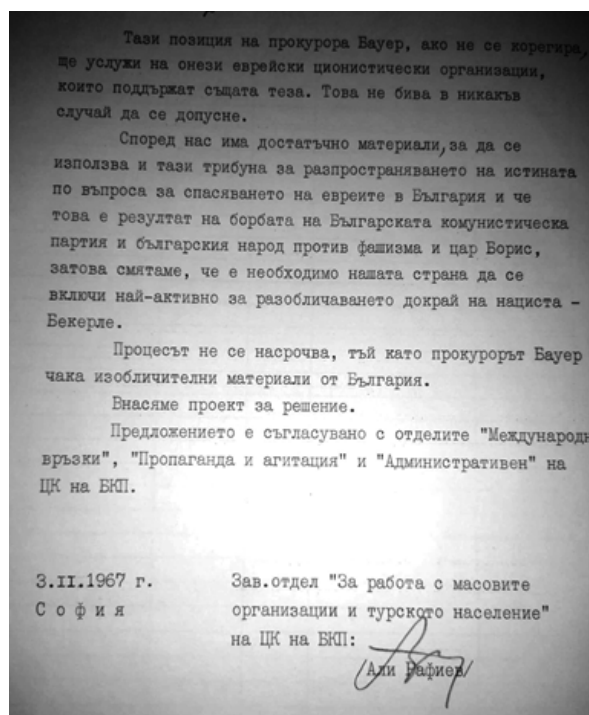 Тази позиция на прокурора Бауер, ако не се корегира,
ще услужи на онези еврейски ционистически организации,
които поддържат същата теза. Това не бива в никакъв
случай да се допусне.
Според нас има достатъчно материали, за да се
използва и тази трибуна за разпространяването на истината
по въпроса за спасяването на евреите в България и че
това е резултат на борбата на Българската комунистическа
партия и българския народ против фашизма и цар Борис,
затова смятаме, че е необходимо нашата страна да се
включи най-активно за разобличаването докрай на нациста -
Бекерле.
Процесът не се насрочва, тъй като прокурорът Бауер
чака изобличителни материали от България.
Внасяме проект за решение.
Предложението е съгласувано с отделите "Международн
връзки", "Пропаганда и агитация" и "Административен" на
ЦК на БКП.
3.II.1967 г.
София
Зав.отдел "За работа с масовите
организации и турското население"
на ЦК на БКП:
/Али Рафиев/